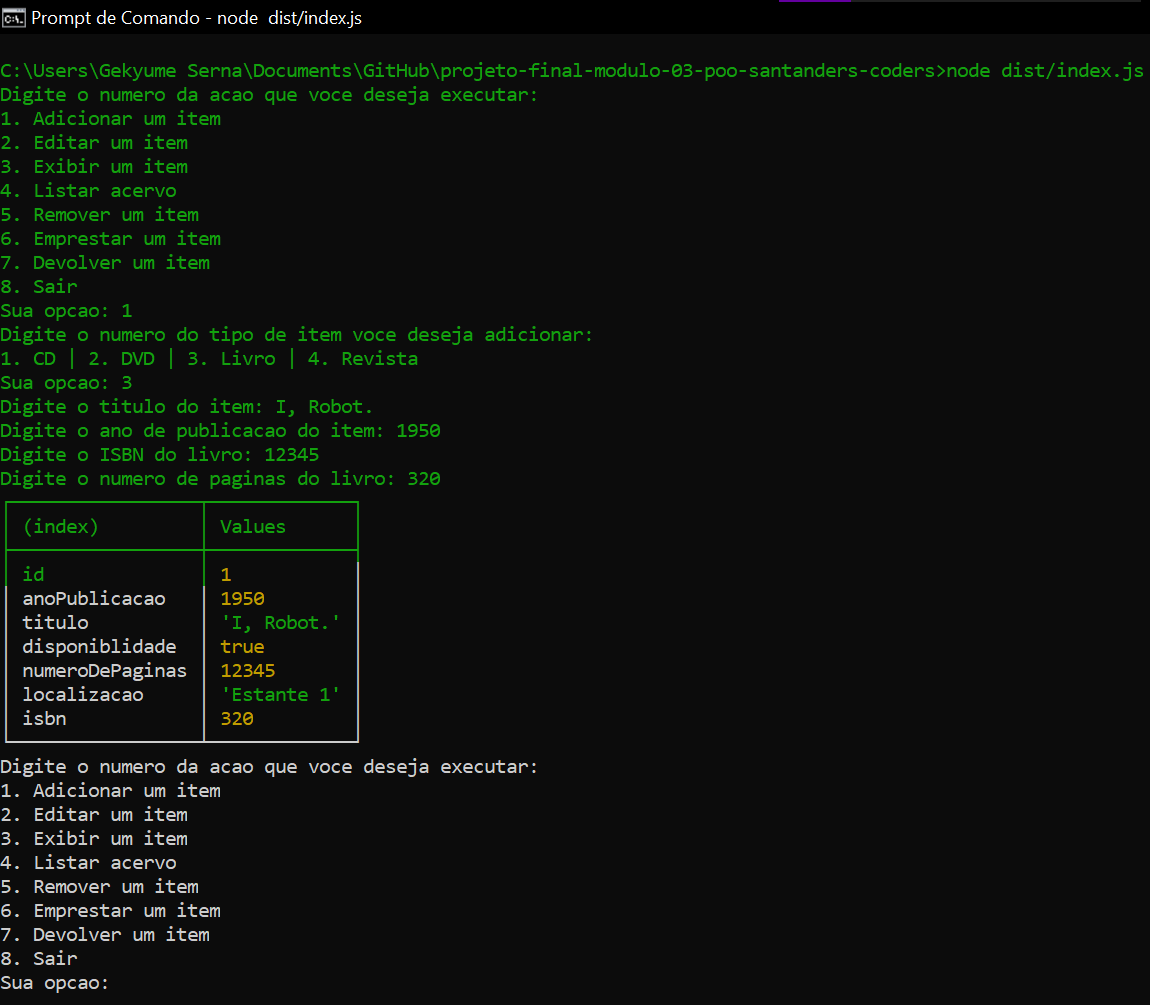 Prompt de Comando - node  dist/index.js
C:\Users\Gekyume Serna\Documents\GitHub\projeto-final-modulo-03-poo-santanders-coders>node dist/index.js
Digite o numero da acao que voce deseja executar:
1. Adicionar um item
2. Editar um item
3. Exibir um item
4. Listar acervo
5. Remover um item
6. Emprestar um item
7. Devolver um item
8. Sair
Sua opcao: 1
Digite o numero do tipo de item voce deseja adicionar:
1. CD | 2. DVD | 3. Livro | 4. Revista
Sua opcao: 3
Digite o titulo do item: I, Robot.
Digite o ano de publicacao do item: 1950
Digite o ISBN do livro: 12345
Digite o numero de paginas do livro: 320
(index) Values
id 1
anoPublicacao 1950
titulo 'I, Robot.'
disponiblidade true
numeroDePaginas 12345
localizacao 'Estante 1'
isbn 320
Digite o numero da acao que voce deseja executar:
1. Adicionar um item
2. Editar um item
3. Exibir um item
4. Listar acervo
5. Remover um item
6. Emprestar um item
7. Devolver um item
8. Sair
Sua opcao: